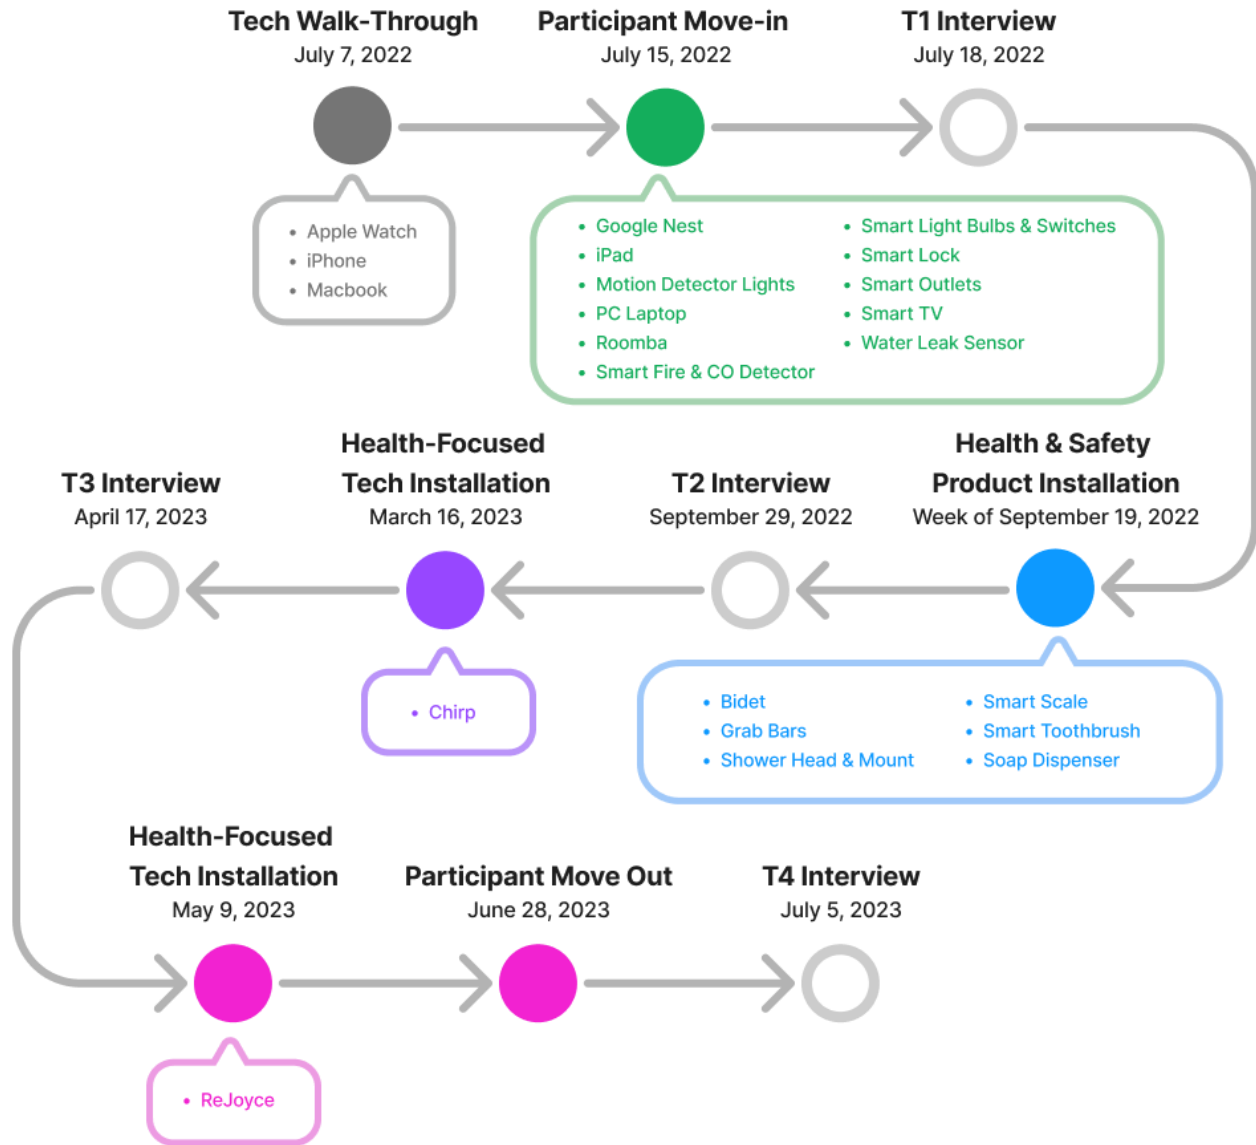 Tech Walk-Through
July 7, 2022
Participant Move-in
July 15, 2022
T1 Interview
July 18, 2022
• Apple Watch
• iPhone
• Macbook
• Google Nest
• iPad
• Motion Detector Lights
• PC Laptop
• Roomba
• Smart Fire & CO Detector
• Smart Light Bulbs & Switches
• Smart Lock
• Smart Outlets
• Smart TV
• Water Leak Sensor
Health & Safety
Product Installation
Week of September 19, 2022
T2 Interview
September 29, 2022
Health-Focused
Tech Installation
March 16, 2023
T3 Interview
April 17, 2023
• Bidet
• Grab Bars
• Shower Head & Mount
• Smart Scale
• Smart Toothbrush
• Soap Dispenser
• Chirp
Health-Focused
Tech Installation
May 9, 2023
Participant Move Out
June 28, 2023
T4 Interview
July 5, 2023
• ReJoyce